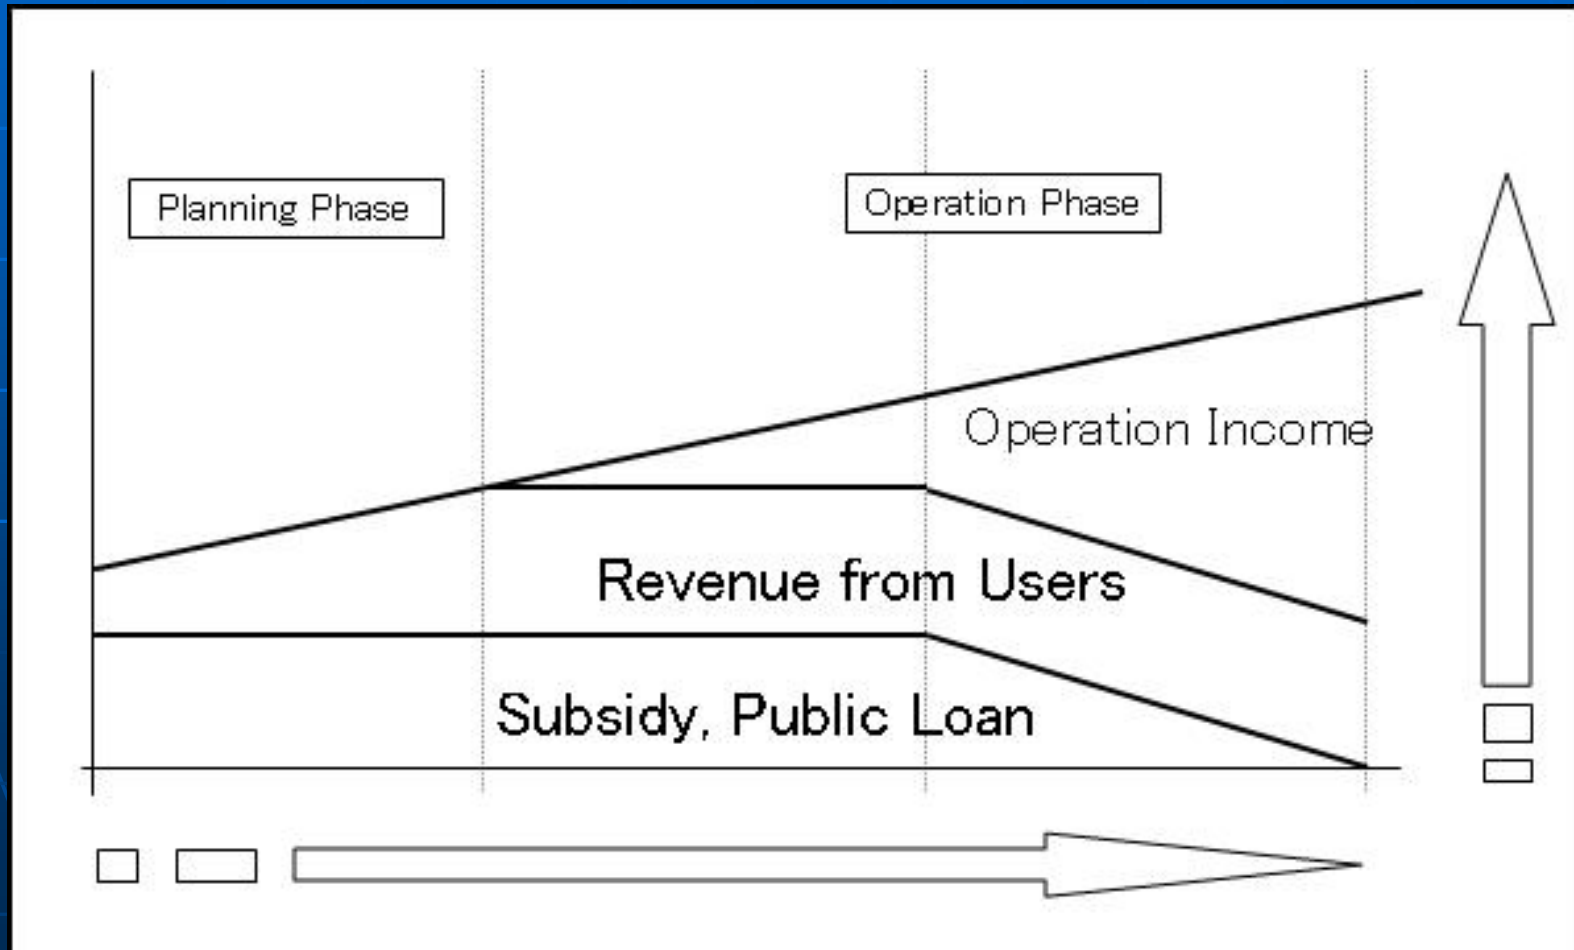 Planning Phase
Operation Phase
Operation Income
Revenue from Users
Subsidy, Public Loan